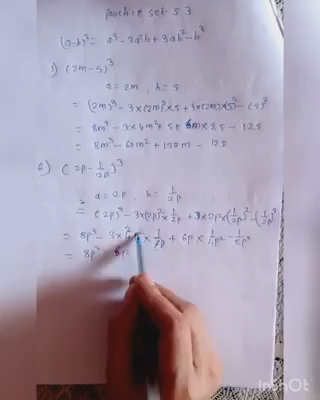 practice set 5.3
(a-b)³ = a³ - 3a²b + 3ab² - b³
1) (2m - 5)³
a = 2m, b = 5
= (2m)³ - 3×(2m)²×5 + 3×(2m)×(5)² - (5)³
= 8m³ - 3×4m²×5+ 6m×25 - 125
= 8m³ - 60m² + 150m - 125
6) (2p - 1/2p)³
a = 2p, b = 1/2p
= (2p)³ - 3×(2p)²× 1/2p + 3×2p×(1/2p)² - (1/2p)³
= 8p³ - 3× × 1/2p + 6p × 1/4p² - 1/8p³
= 8p³ 6p
InShOt